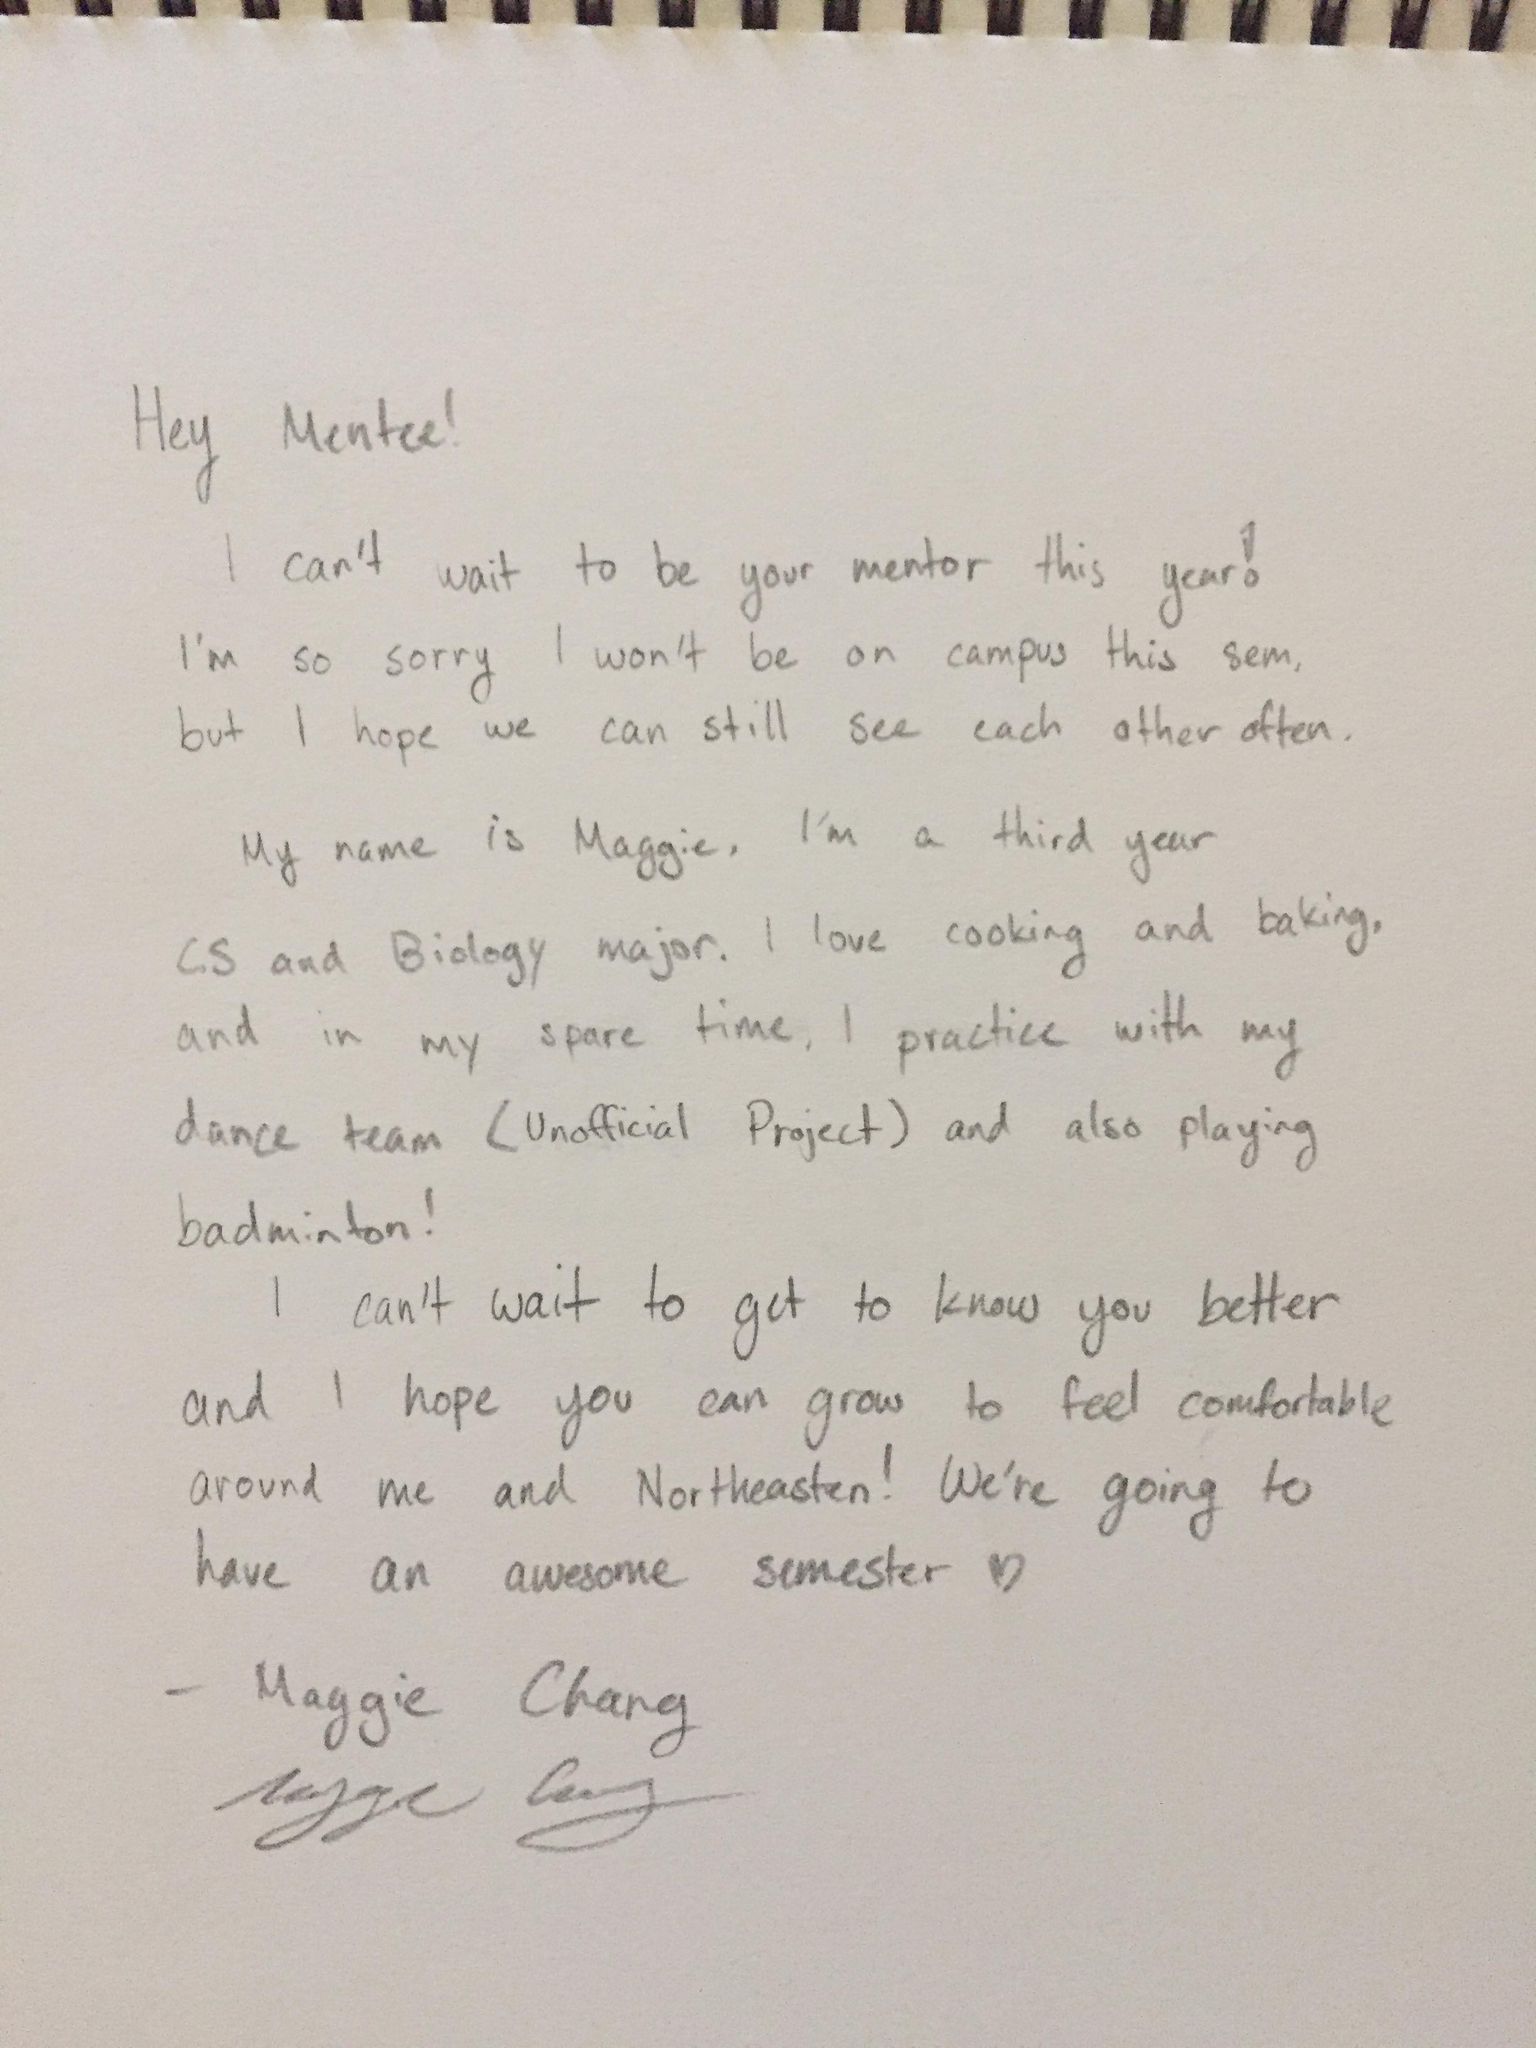 Hey Mentee!
I can't wait to be your mentor this year!
I'm so sorry I won't be on campus this sem,
but I hope we can still see each other often.
My name is Maggie. I'm a third year
CS and Biology major. I love cooking and baking,
and in my spare time, I practice with my
dance team (Unofficial Project) and also playing
badminton!
I can't wait to get to know you better
and I hope you can grow to feel comfortable
around me and Northeasten! We're going to
have an awesome semester ♡
- Maggie Chang
Maggie Chang